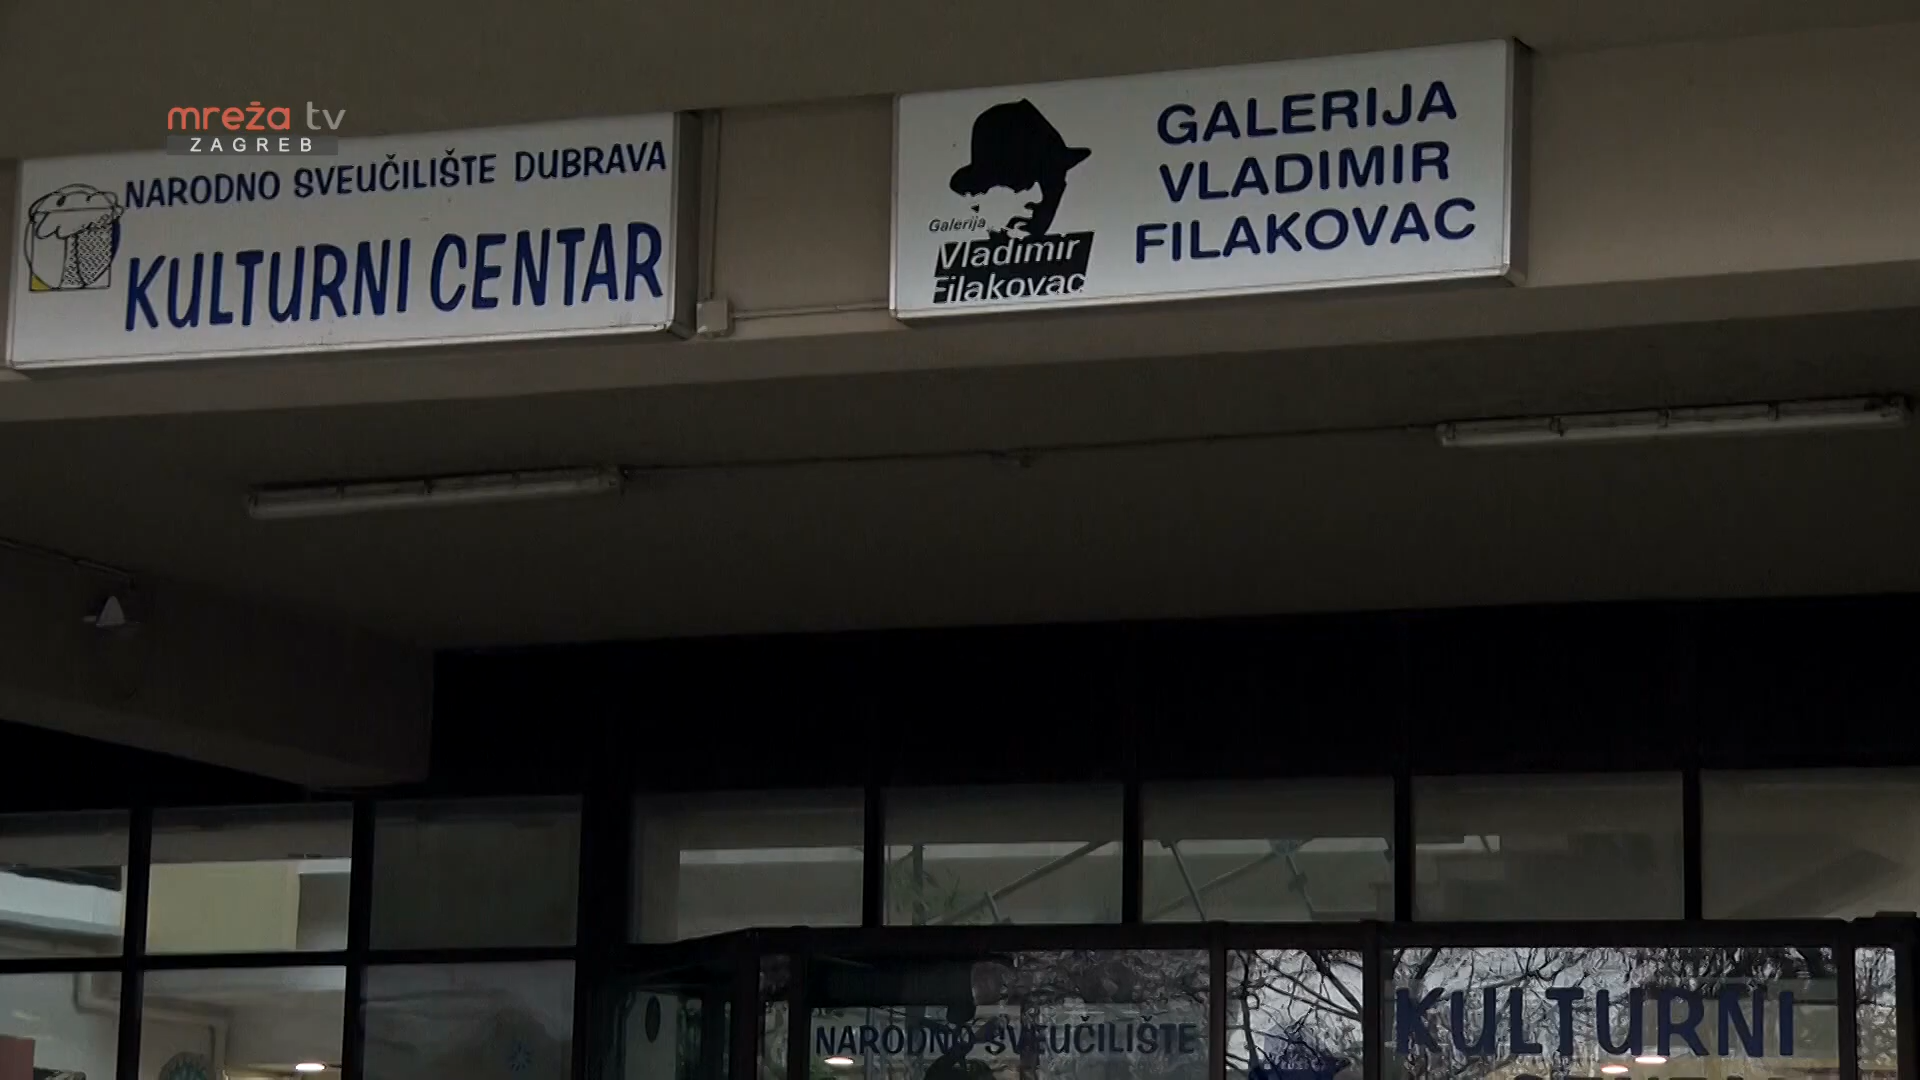 mreža tv
ZAGREB
NARODNO SVEUČILIŠTE DUBRAVA
KULTURNI CENTAR
Galerija
Vladimir
Filakovac
GALERIJA
VLADIMIR
FILAKOVAC
NARODNO SVEUČILIŠTE
KULTURNI